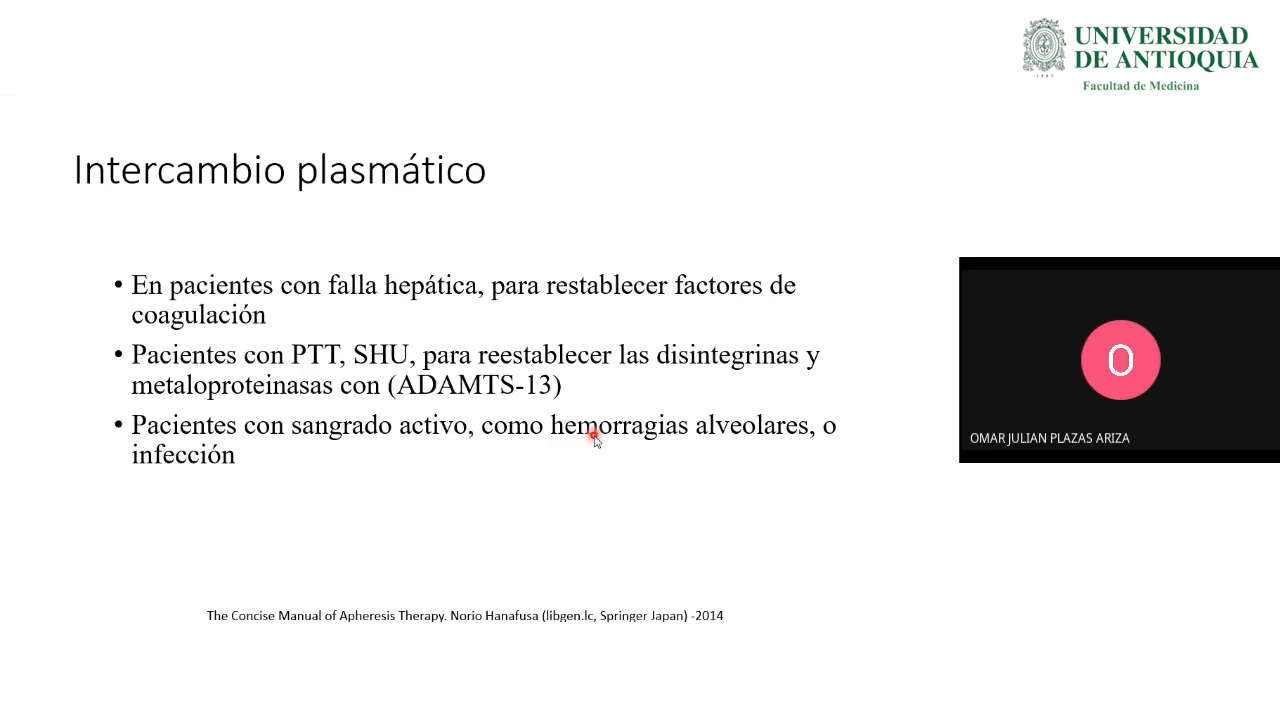 UNIVERSIDAD
DE ANTIOQUIA
1803
Facultad de Medicina
Intercambio plasmático
• En pacientes con falla hepática, para restablecer factores de
coagulación
• Pacientes con PTT, SHU, para reestablecer las disintegrinas y
metaloproteinasas con (ADAMTS-13)
• Pacientes con sangrado activo, como hemorragias alveolares, o
infección
O
OMAR JULIAN PLAZAS ARIZA
The Concise Manual of Apheresis Therapy. Norio Hanafusa (libgen.lc, Springer Japan) -2014